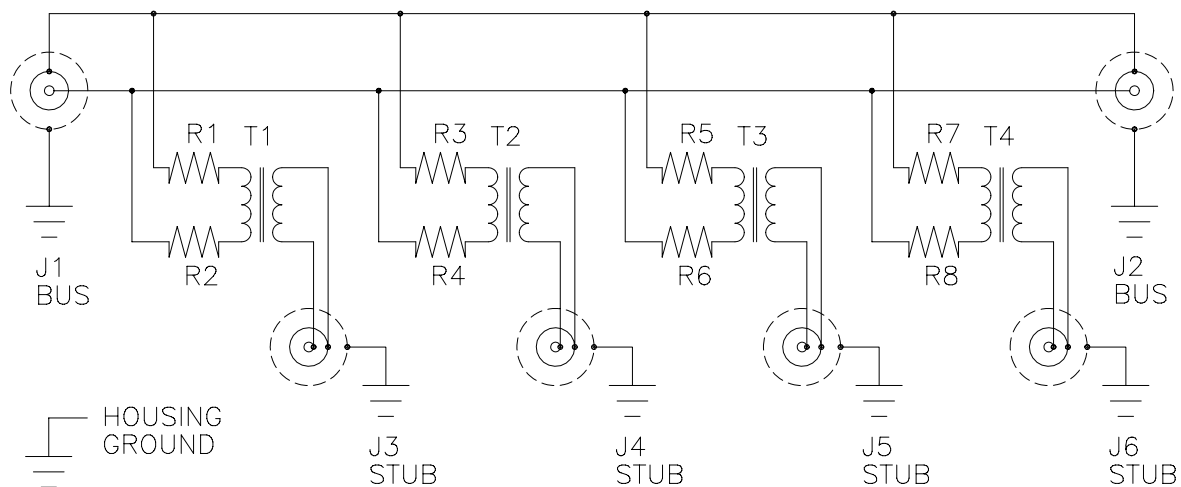 R1
T1
R3
T2
R5
T3
R7
T4
R2
R4
R6
R8
J1
BUS
J2
BUS
HOUSING
GROUND
J3
STUB
J4
STUB
J5
STUB
J6
STUB